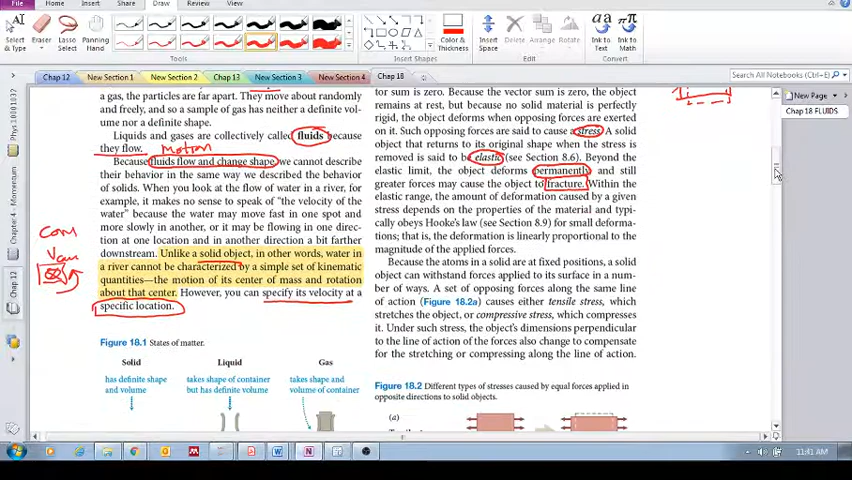 File
Home
Insert
Draw
History
Review
View
Select & Type
Eraser
Lasso Select
Panning Hand
Tools
Insert Shapes
Color & Thickness
Insert Space
Delete
Arrange
Rotate
Edit
Ink to Text
Ink to Math
Convert
Chap 12
New Section 1
New Section 2
Chap 13
New Section 3
New Section 4
Chap 18
Search All Notebooks (Ctrl+E)
New Page
Chap 18 FLUIDS
Phys 10301037
Chapter 4- Momentum
Chap 12
a gas, the particles are far apart. They move about randomly
and freely, and so a sample of gas has neither a definite vol-
ume nor a definite shape.
Liquids and gases are collectively called fluids because
they flow.
Motion
Because fluids flow and change shape, we cannot describe
their behavior in the same way we described the behavior
of solids. When you look at the flow of water in a river, for
example, it makes no sense to speak of "the velocity of the
water" because the water may move fast in one spot and
more slowly in another, or it may be flowing in one direc-
tion at one location and in another direction a bit farther
downstream. Unlike a solid object, in other words, water in
a river cannot be characterized by a simple set of kinematic
quantities—the motion of its center of mass and rotation
about that center. However, you can specify its velocity at a
specific location.
Com
Vcm
Figure 18.1 States of matter.
Solid
Liquid
Gas
has definite shape
and volume
takes shape of container
but has definite volume
takes shape and
volume of container
tor sum is zero. Because the vector sum is zero, the object
remains at rest, but because no solid material is perfectly
rigid, the object deforms when opposing forces are exerted
on it. Such opposing forces are said to cause a stress. A solid
object that returns to its original shape when the stress is
removed is said to be elastic (see Section 8.6). Beyond the
elastic limit, the object deforms permanently, and still
greater forces may cause the object to fracture. Within the
elastic range, the amount of deformation caused by a given
stress depends on the properties of the material and typi-
cally obeys Hooke's law (see Section 8.9) for small deforma-
tions; that is, the deformation is linearly proportional to the
magnitude of the applied forces.
Because the atoms in a solid are at fixed positions, a solid
object can withstand forces applied to its surface in a num-
ber of ways. A set of opposing forces along the same line
of action (Figure 18.2a) causes either tensile stress, which
stretches the object, or compressive stress, which compresses
it. Under such stress, the object's dimensions perpendicular
to the line of action of the forces also change to compensate
for the stretching or compressing along the line of action.
Figure 18.2 Different types of stresses caused by equal forces applied in
opposite directions to solid objects.
(a)
11:41 AM